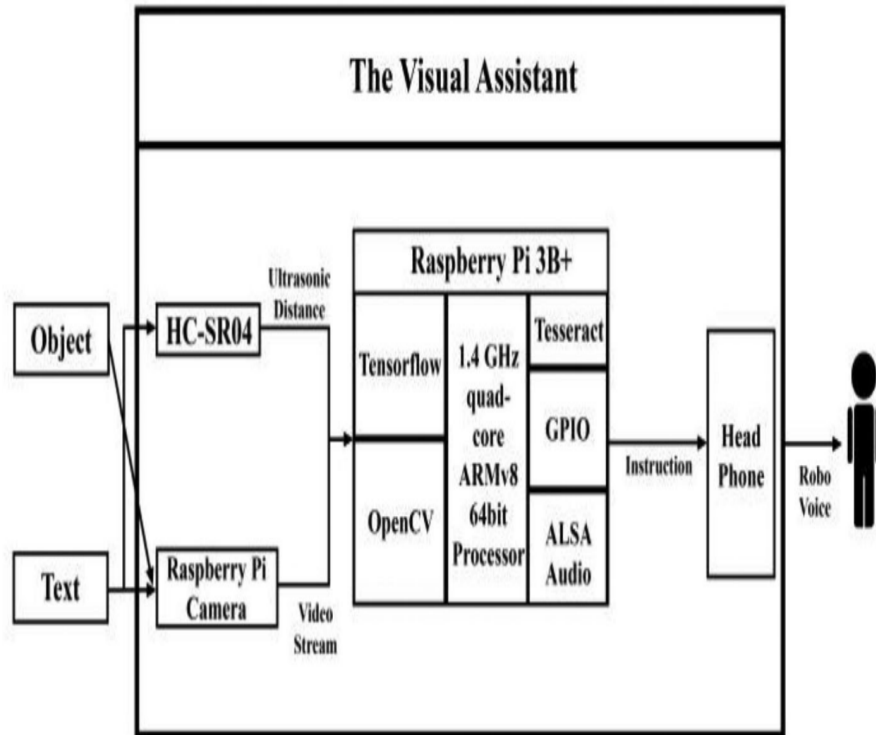 The Visual Assistant
Object
Text
HC-SR04
Ultrasonic
Distance
Raspberry Pi
Camera
Video
Stream
Raspberry Pi 3B+
Tensorflow
OpenCV
1.4 GHz
quad-
core
ARMv8
64bit
Processor
Tesseract
GPIO
ALSA
Audio
Instruction
Head
Phone
Robo
Voice